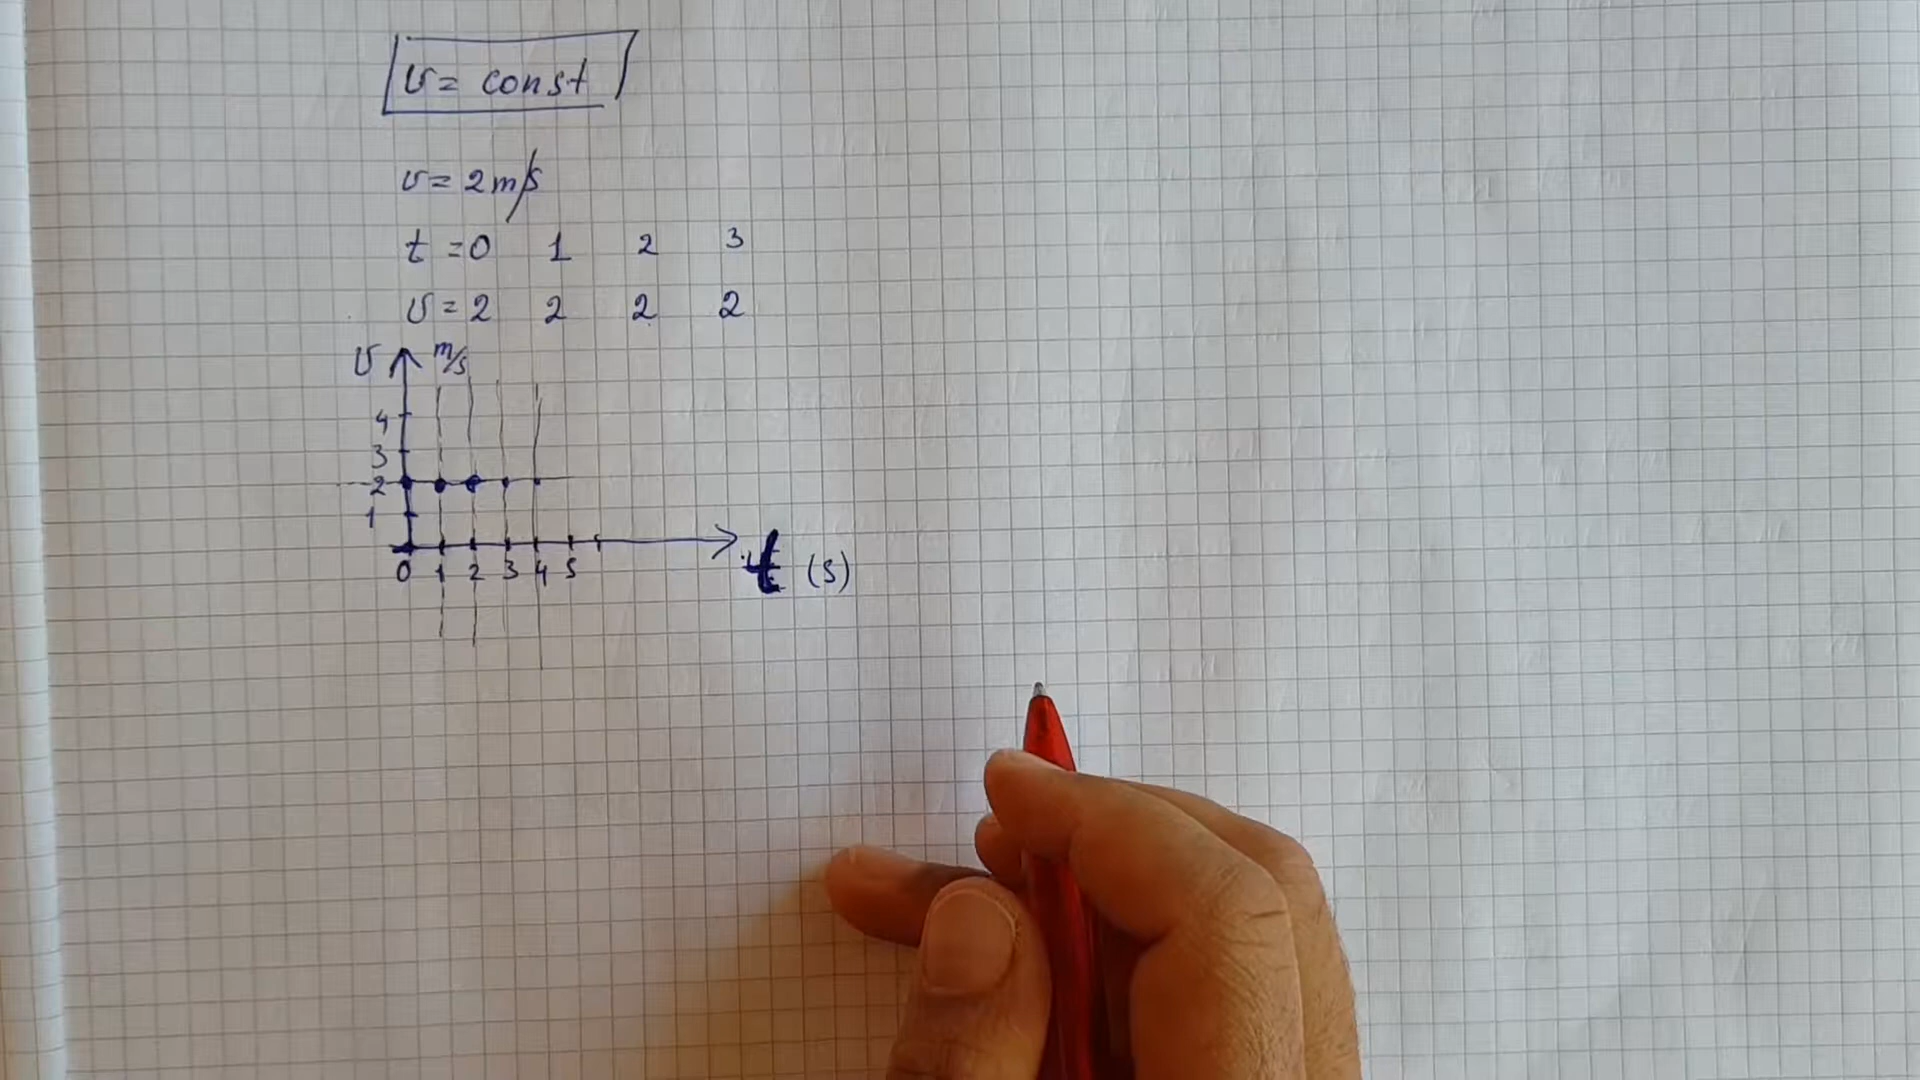 v = const
v = 2 m/s
t = 0 1 2 3
v = 2 2 2 2
v m/s
4
3
2
1
0 1 2 3 4 5
t (s)